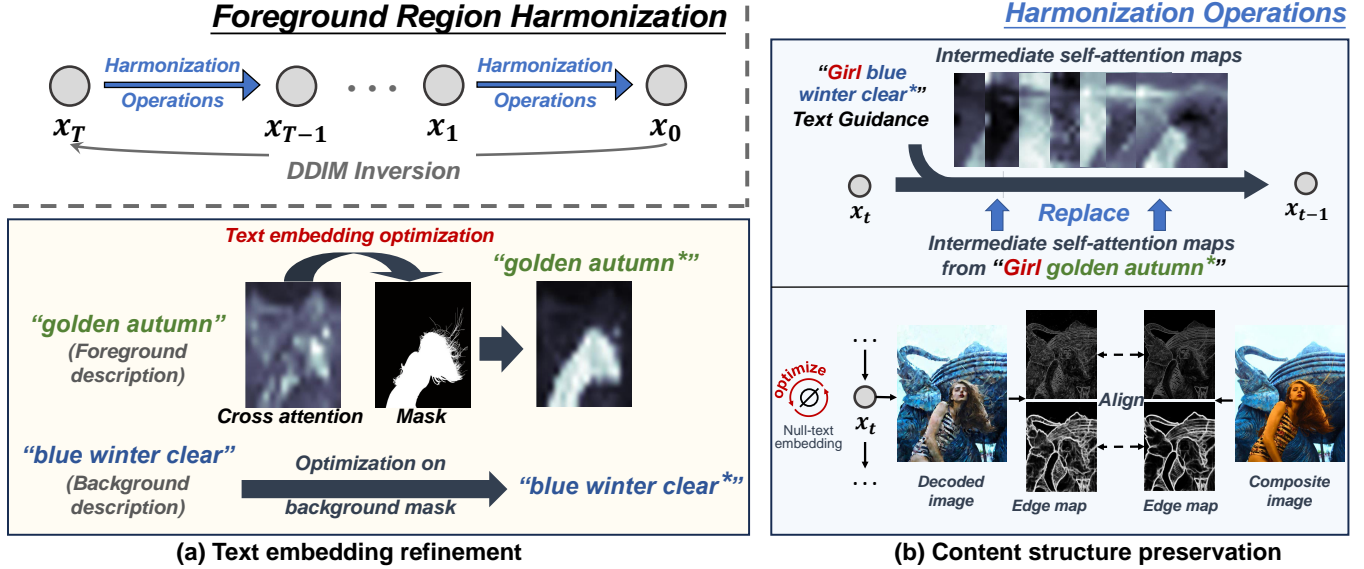 Foreground Region Harmonization
Harmonization
Operations
Harmonization
Operations
x_T
x_{T−1}
x_1
x_0
DDIM Inversion
Text embedding optimization
“golden autumn*”
“golden autumn”
(Foreground
description)
Cross attention
Mask
“blue winter clear”
(Background
description)
Optimization on
background mask
“blue winter clear*”
(a) Text embedding refinement
Harmonization Operations
Intermediate self-attention maps
“Girl blue
winter clear*”
Text Guidance
x_t
x_{t−1}
Replace
Intermediate self-attention maps
from “Girl golden autumn*”
optimize
∅
Null-text
embedding
x_t
Align
Decoded
image
Edge map
Edge map
Composite
image
(b) Content structure preservation